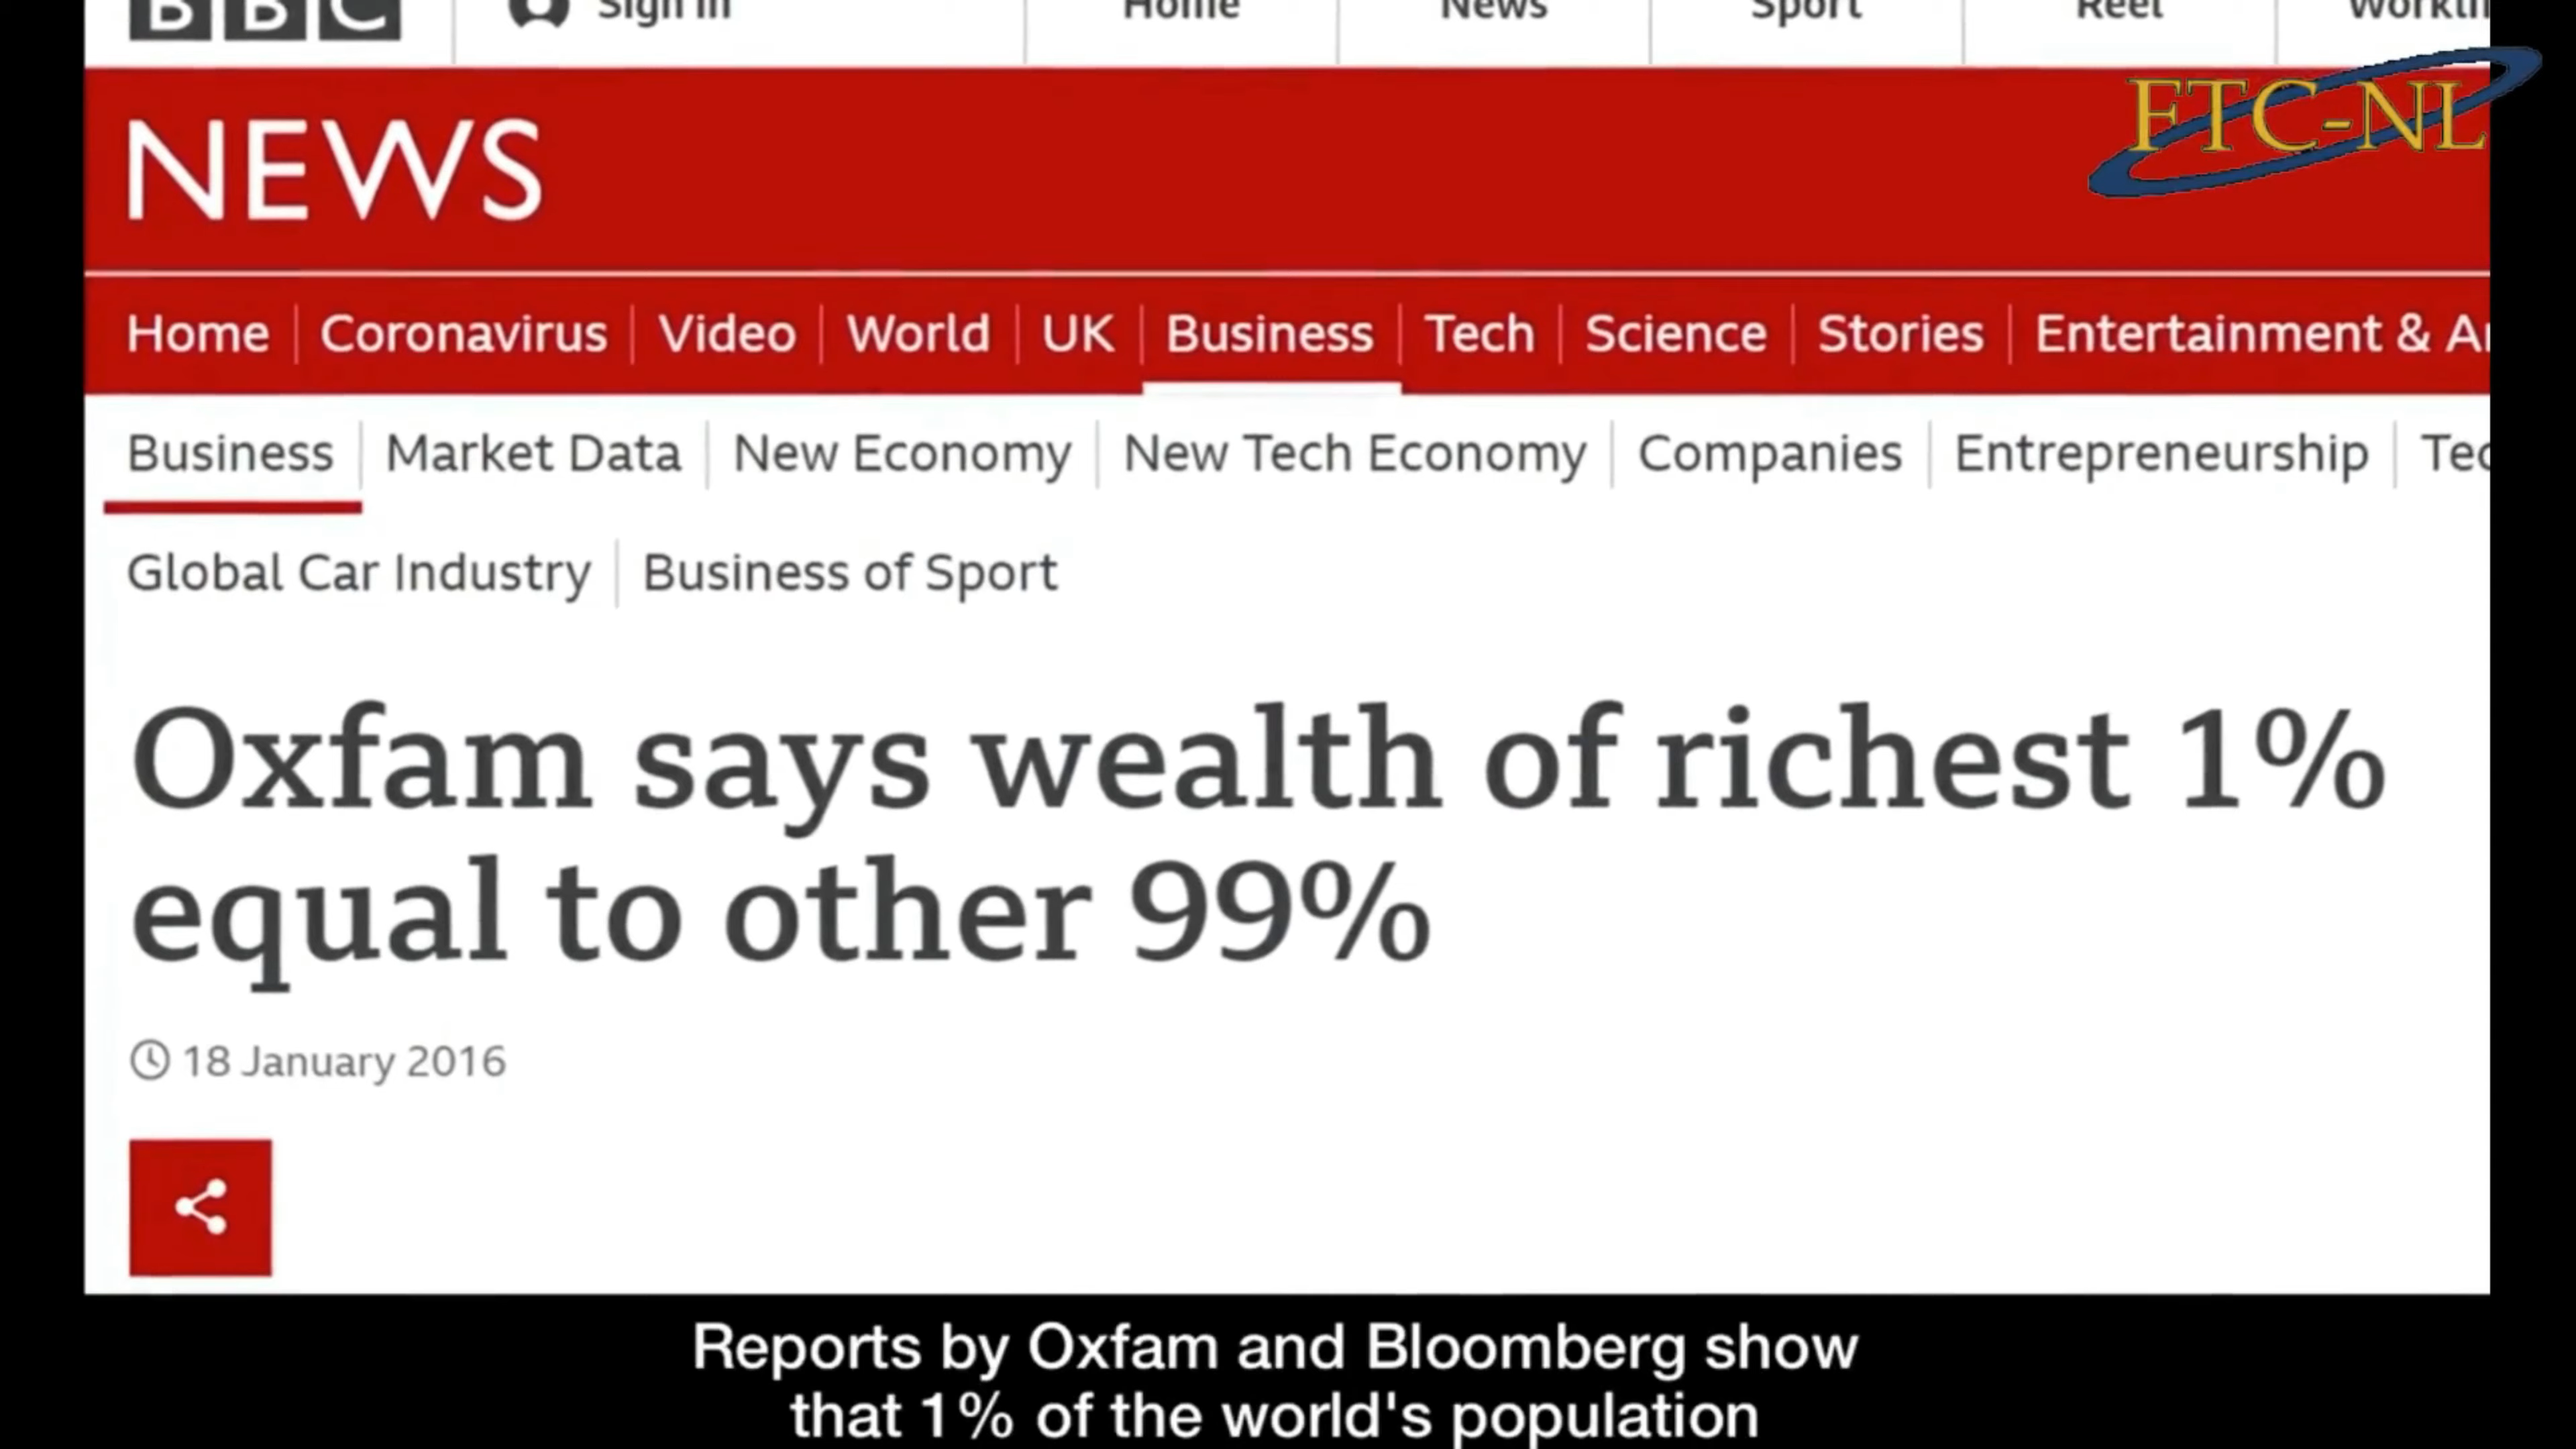 BBC
Sign in
Home
News
Sport
Reel
FTC-NL
NEWS
Home
Coronavirus
Video
World
UK
Business
Tech
Science
Stories
Entertainment &
Business
Market Data
New Economy
New Tech Economy
Companies
Entrepreneurship
Global Car Industry
Business of Sport
Oxfam says wealth of richest 1%
equal to other 99%
18 January 2016
Reports by Oxfam and Bloomberg show
that 1% of the world's population